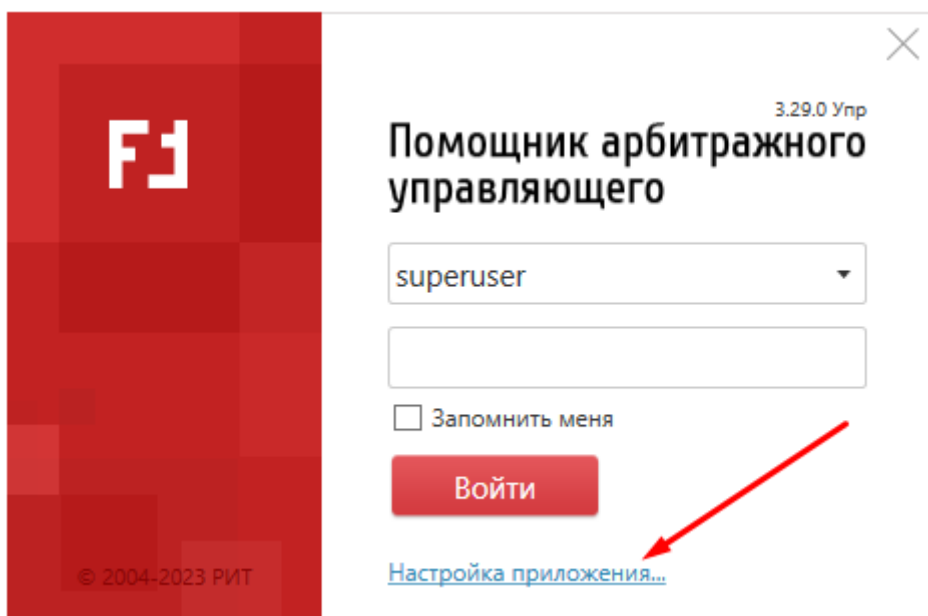 3.29.0 Упр
Помощник арбитражного
управляющего
superuser
Запомнить меня
Войти
© 2004-2023 РИТ
Настройка приложения...